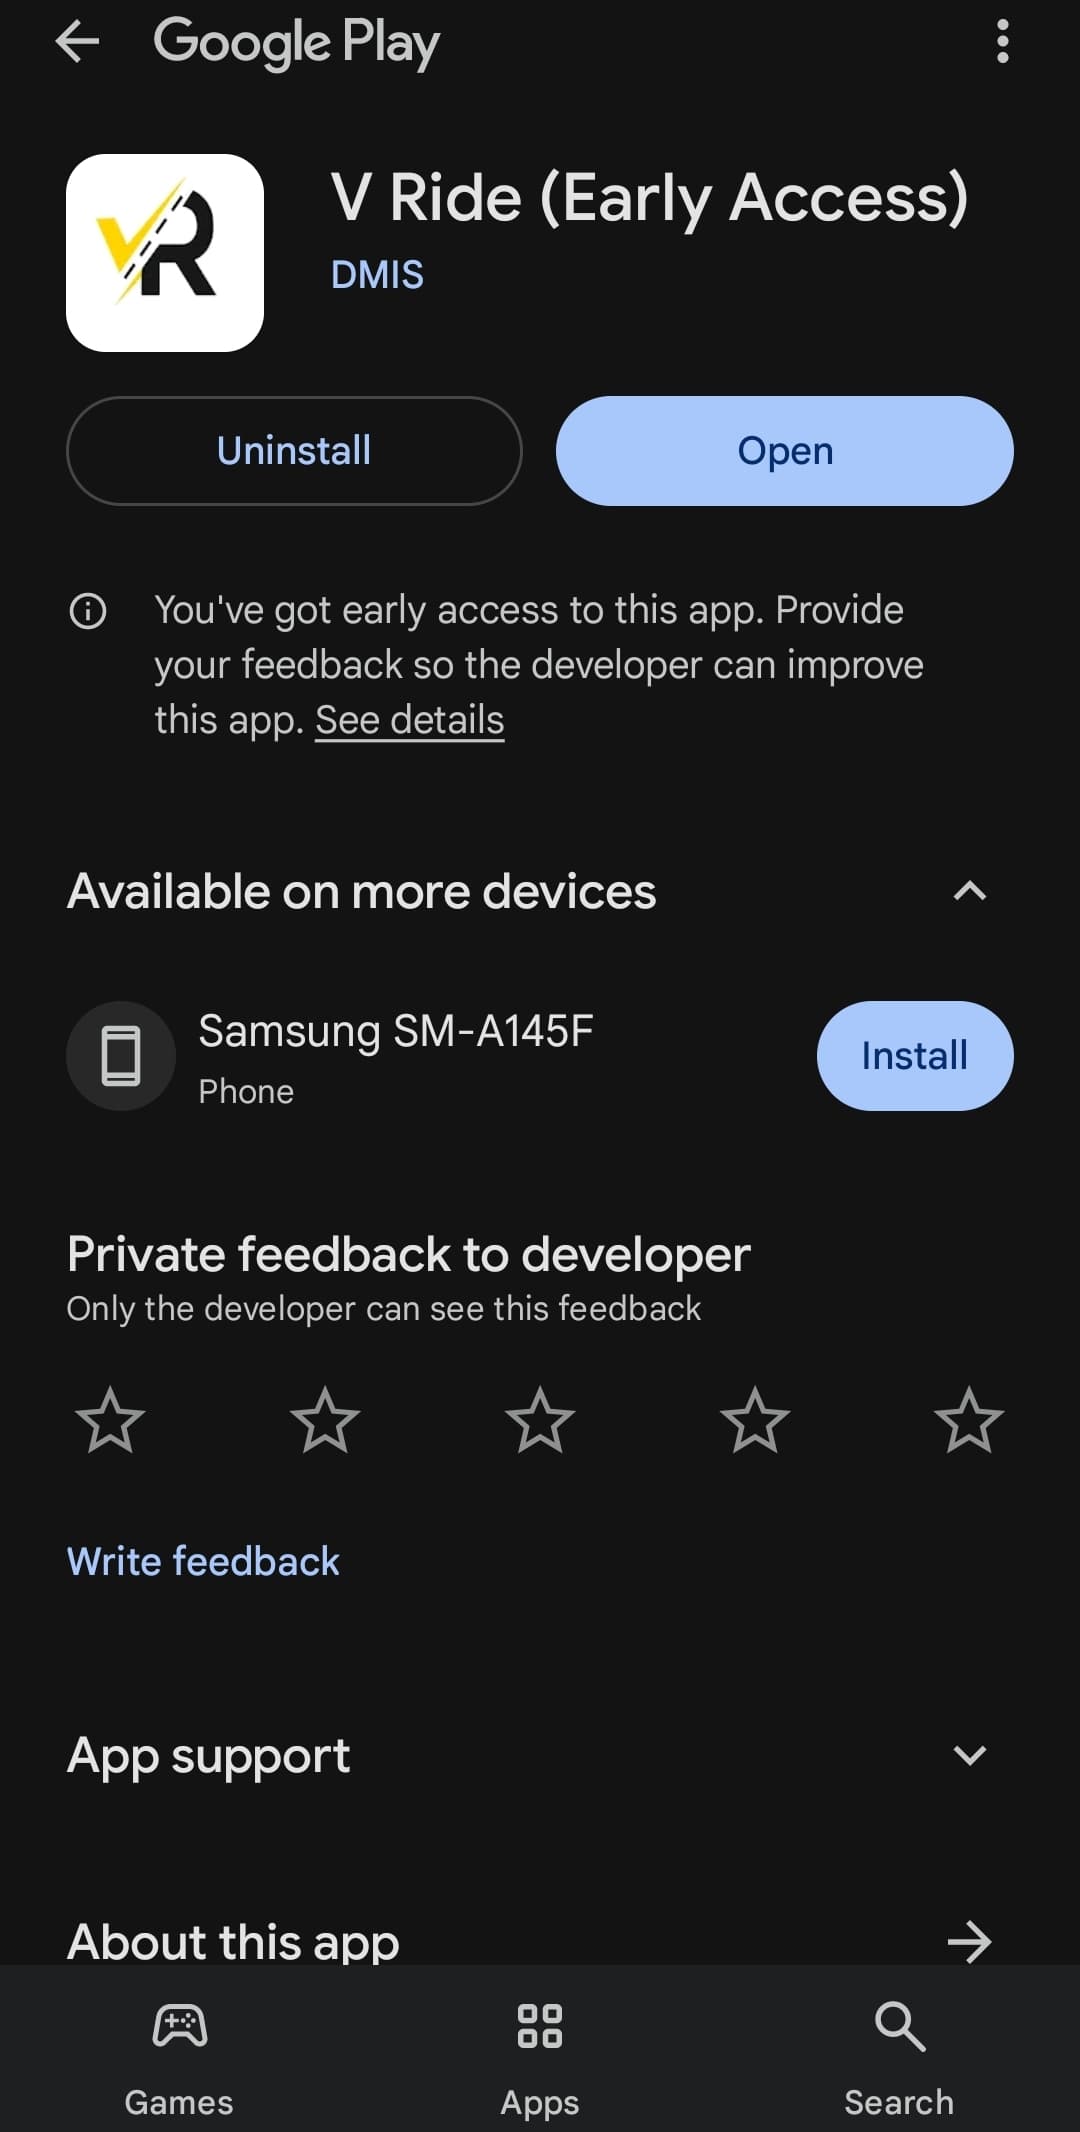 Google Play
VR
V Ride (Early Access)
DMIS
Uninstall
Open
You've got early access to this app. Provide
your feedback so the developer can improve
this app. See details
Available on more devices
Samsung SM-A145F
Phone
Install
Private feedback to developer
Only the developer can see this feedback
Write feedback
App support
About this app
Games
Apps
Search